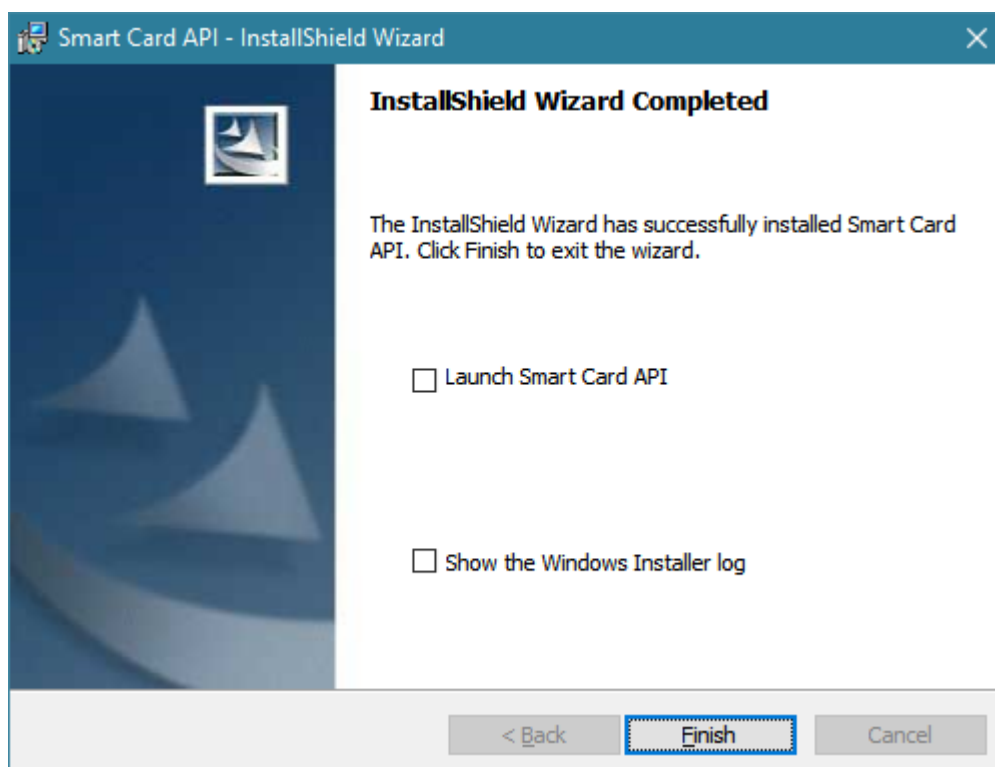 Smart Card API - InstallShield Wizard
InstallShield Wizard Completed
The InstallShield Wizard has successfully installed Smart Card
API. Click Finish to exit the wizard.
Launch Smart Card API
Show the Windows Installer log
< Back
Finish
Cancel